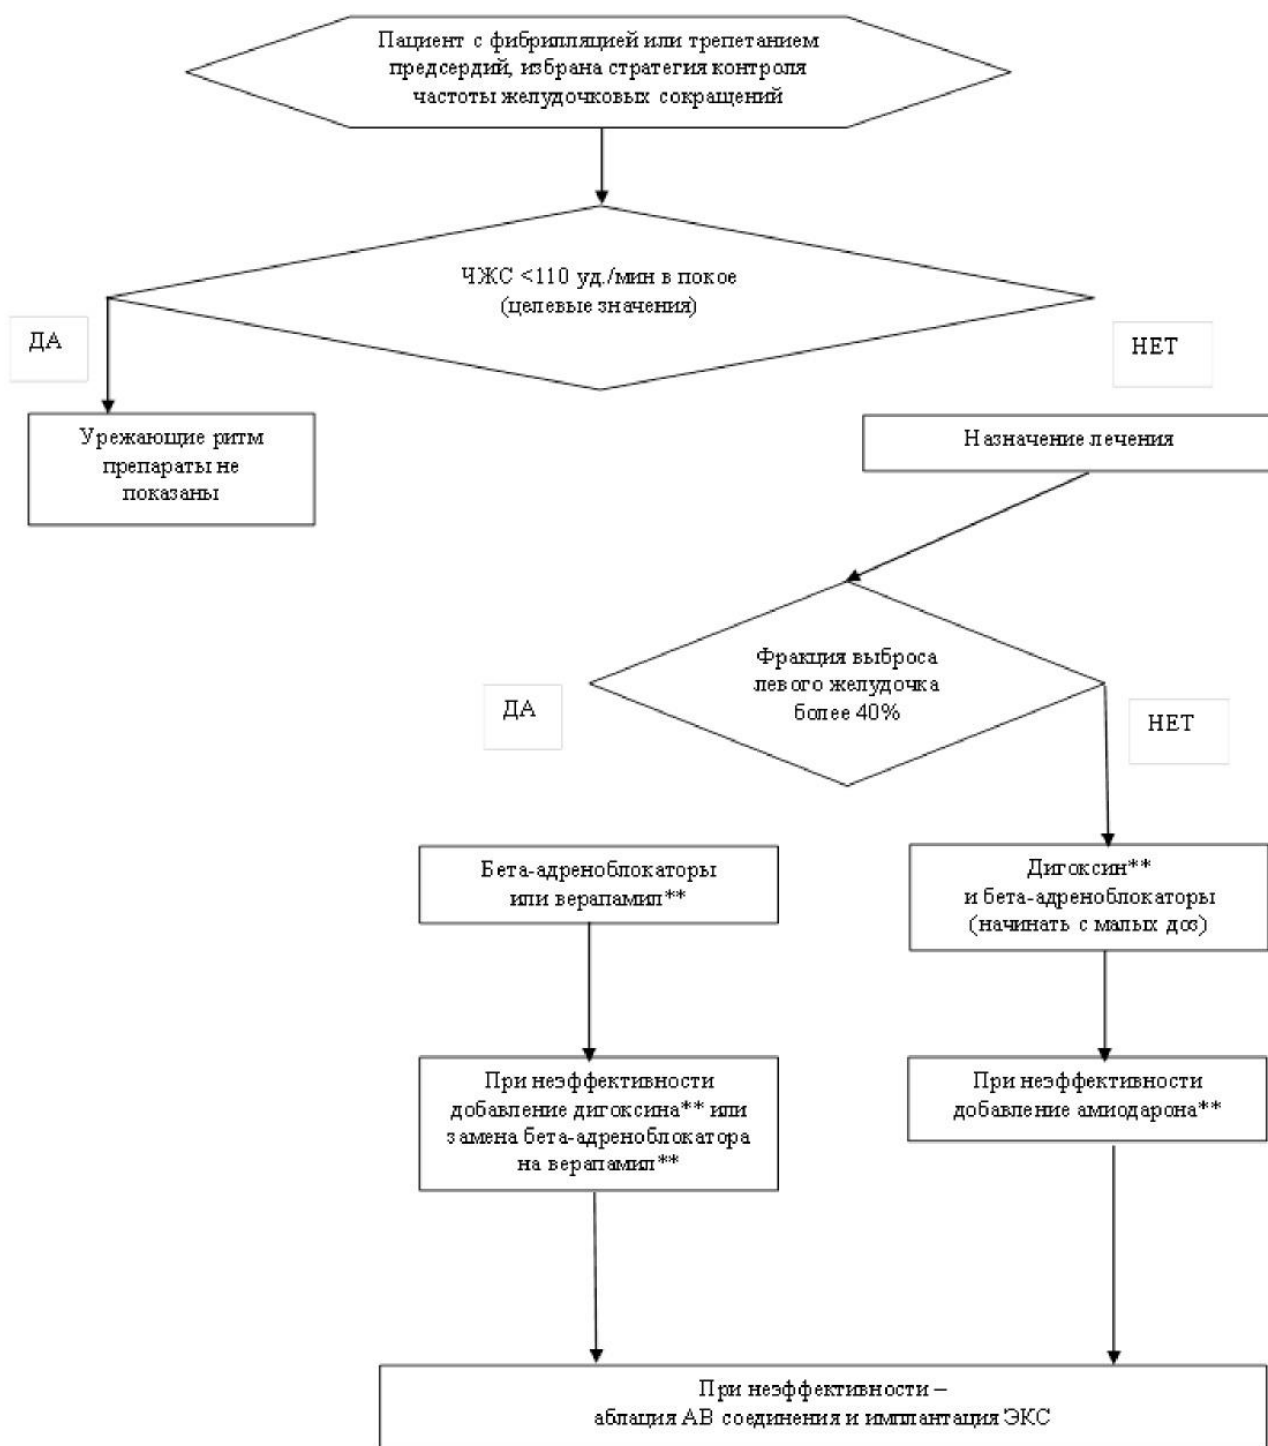 Пациент с фибрилляцией или трепетанием
предсердий, избрана стратегия контроля
частоты желудочковых сокращений
ЧЖС <110 уд./мин в покое
(целевые значения)
ДА
НЕТ
Урежающие ритм
препараты не
показаны
Назначение лечения
Фракция выброса
левого желудочка
более 40%
ДА
НЕТ
Бета-адреноблокаторы
или верапамил**
Дигоксин**
и бета-адреноблокаторы
(начинать с малых доз)
При неэффективности
добавление дигоксина** или
замена бета-адреноблокатора
на верапамил**
При неэффективности
добавление амиодарона**
При неэффективности –
аблация АВ соединения и имплантация ЭКС